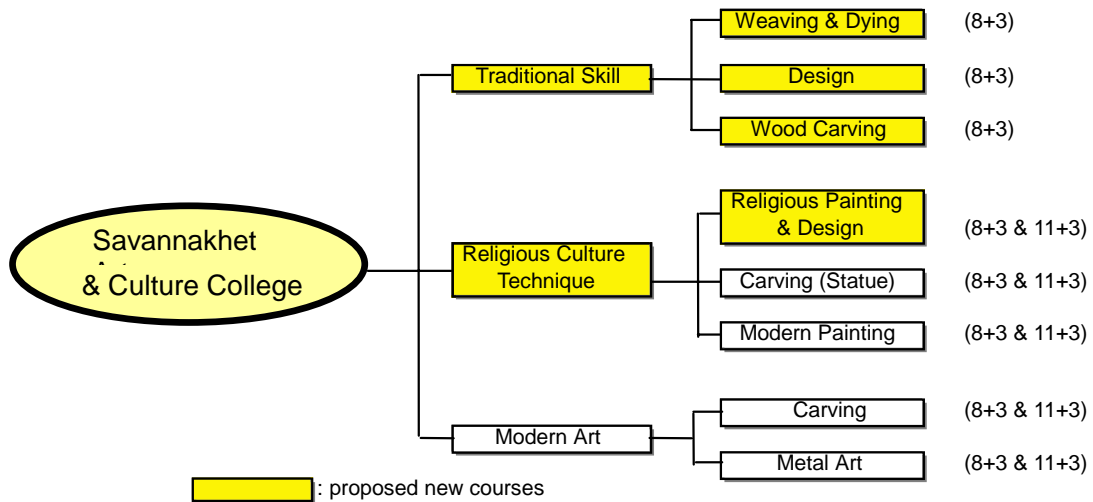 Weaving & Dying (8+3)
Traditional Skill
Design (8+3)
Wood Carving (8+3)
Savannakhet
& Culture College
Religious Painting
& Design (8+3 & 11+3)
Religious Culture
Technique
Carving (Statue) (8+3 & 11+3)
Modern Painting (8+3 & 11+3)
Modern Art
Carving (8+3 & 11+3)
Metal Art (8+3 & 11+3)
: proposed new courses